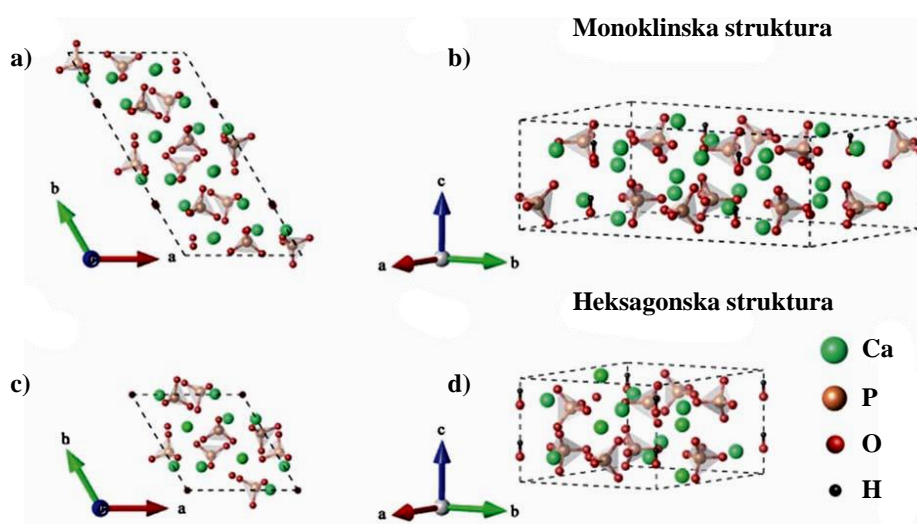 Monoklinska struktura
a)
b)
b
a
c
c
a
b
Heksagonska struktura
Ca
c)
d)
P
b
a
c
c
a
b
O
H